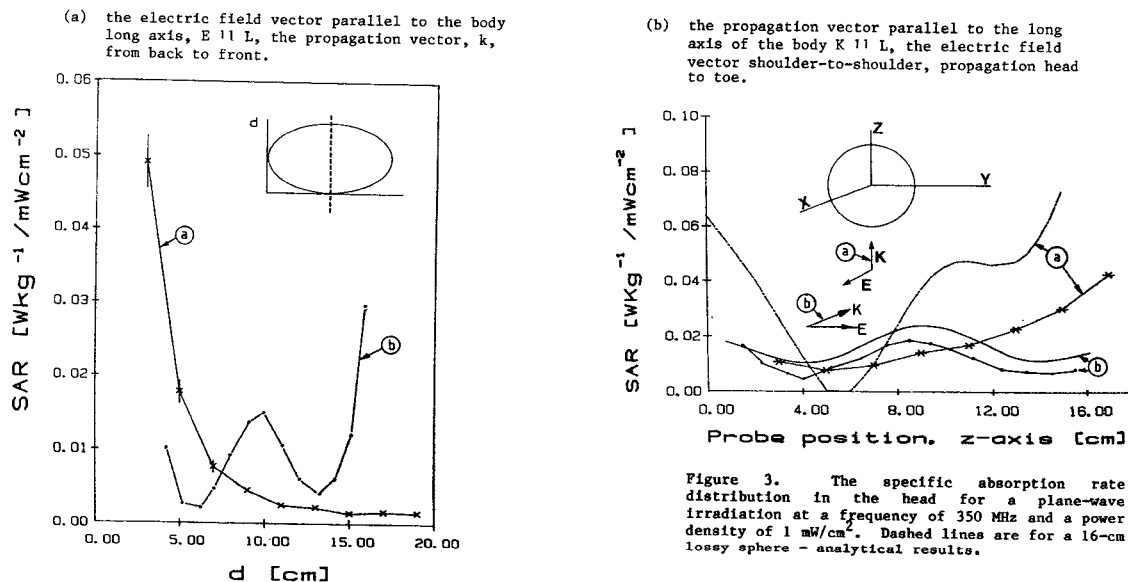 (a) the electric field vector parallel to the body
long axis, E 11 L, the propagation vector, k,
from back to front.
0.06
0.05
0.04
0.03
0.02
0.01
0.00
SAR [Wkg⁻¹/mWcm⁻²]
d
a
b
0.00 5.00 10.00 15.00 20.00
d [cm]
(b) the propagation vector parallel to the long
axis of the body K 11 L, the electric field
vector shoulder-to-shoulder, propagation head
to toe.
0.10
0.08
0.06
0.04
0.02
0.00
SAR [WKg⁻¹/mWcm⁻²]
Z
Y
X
a
K
E
b
K
E
a
b
0.00 4.00 8.00 12.00 16.00
Probe position. z-axis [cm]
Figure 3. The specific absorption rate
distribution in the head for a plane-wave
irradiation at a frequency of 350 MHz and a power
density of 1 mW/cm². Dashed lines are for a 16-cm
lossy sphere - analytical results.